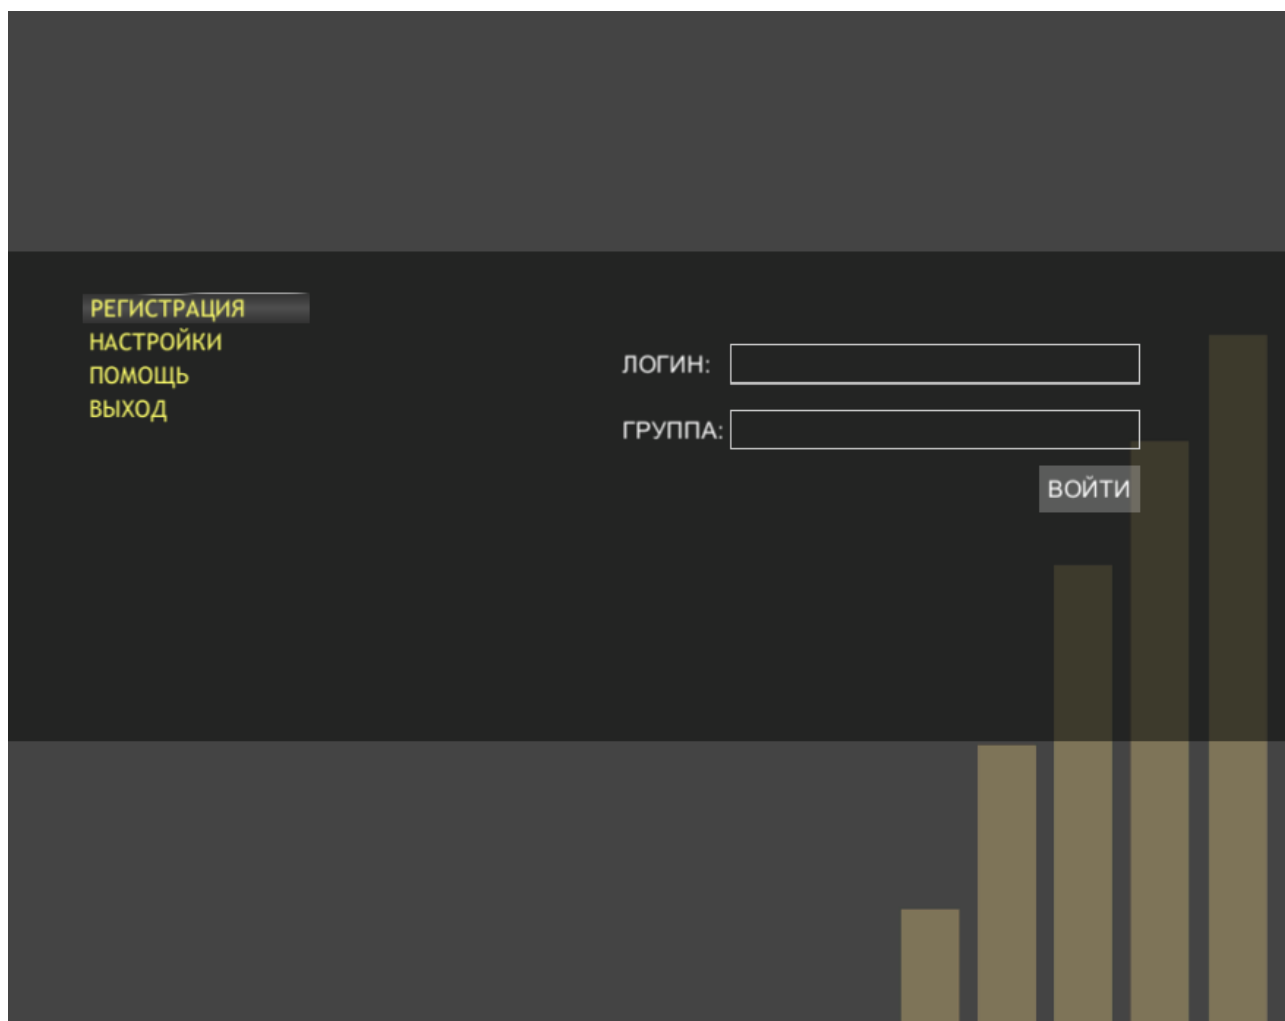 РЕГИСТРАЦИЯ
НАСТРОЙКИ
ПОМОЩЬ
ВЫХОД
ЛОГИН:
ГРУППА:
ВОЙТИ